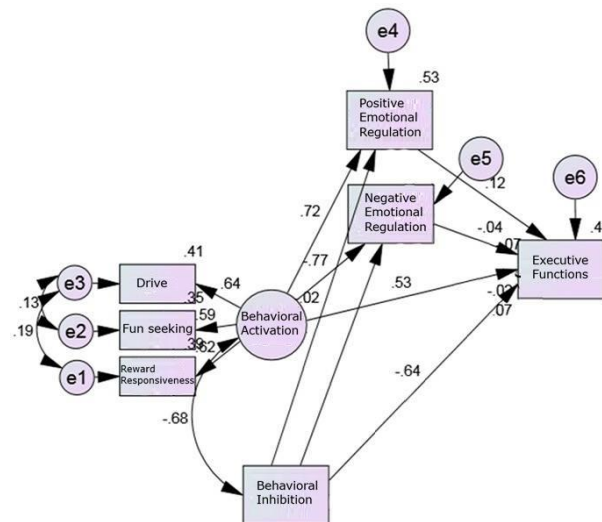 e4
.53
Positive
Emotional
Regulation
e5
.12
e6
Negative
Emotional
Regulation
.4
.72
-.04
.07
Executive
Functions
.41
-.77
e3
Drive
.64
.53
.13
.35
.02
-.02
.59
Behavioral
Activation
.07
e2
Fun seeking
.19
.39
.62
e1
Reward
Responsiveness
-.64
-.68
Behavioral
Inhibition